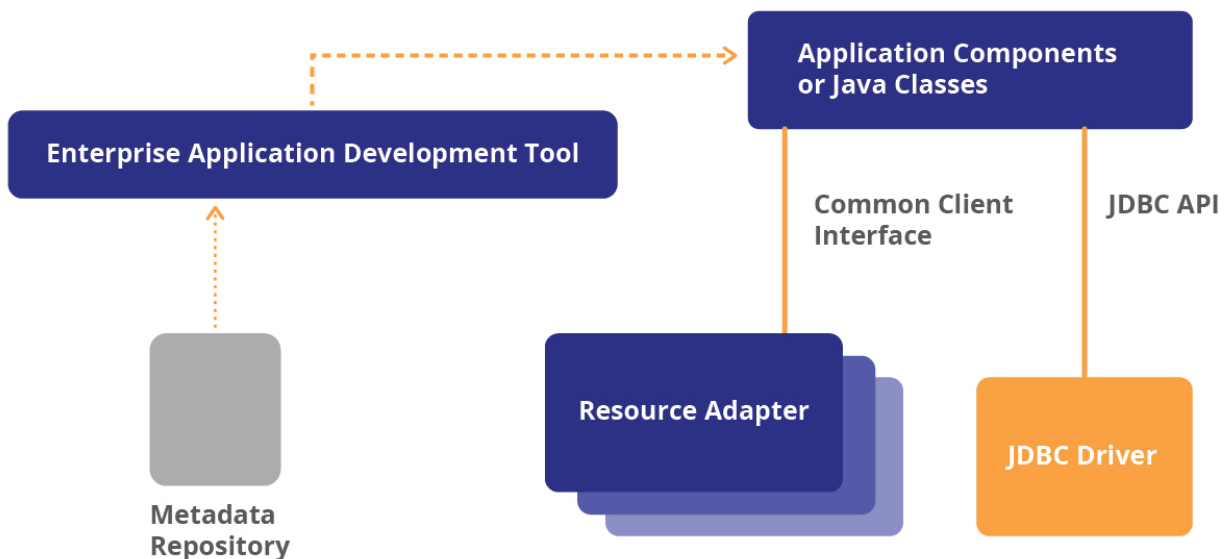 Application Components
or Java Classes
Enterprise Application Development Tool
Common Client
Interface
JDBC API
Resource Adapter
JDBC Driver
Metadata
Repository